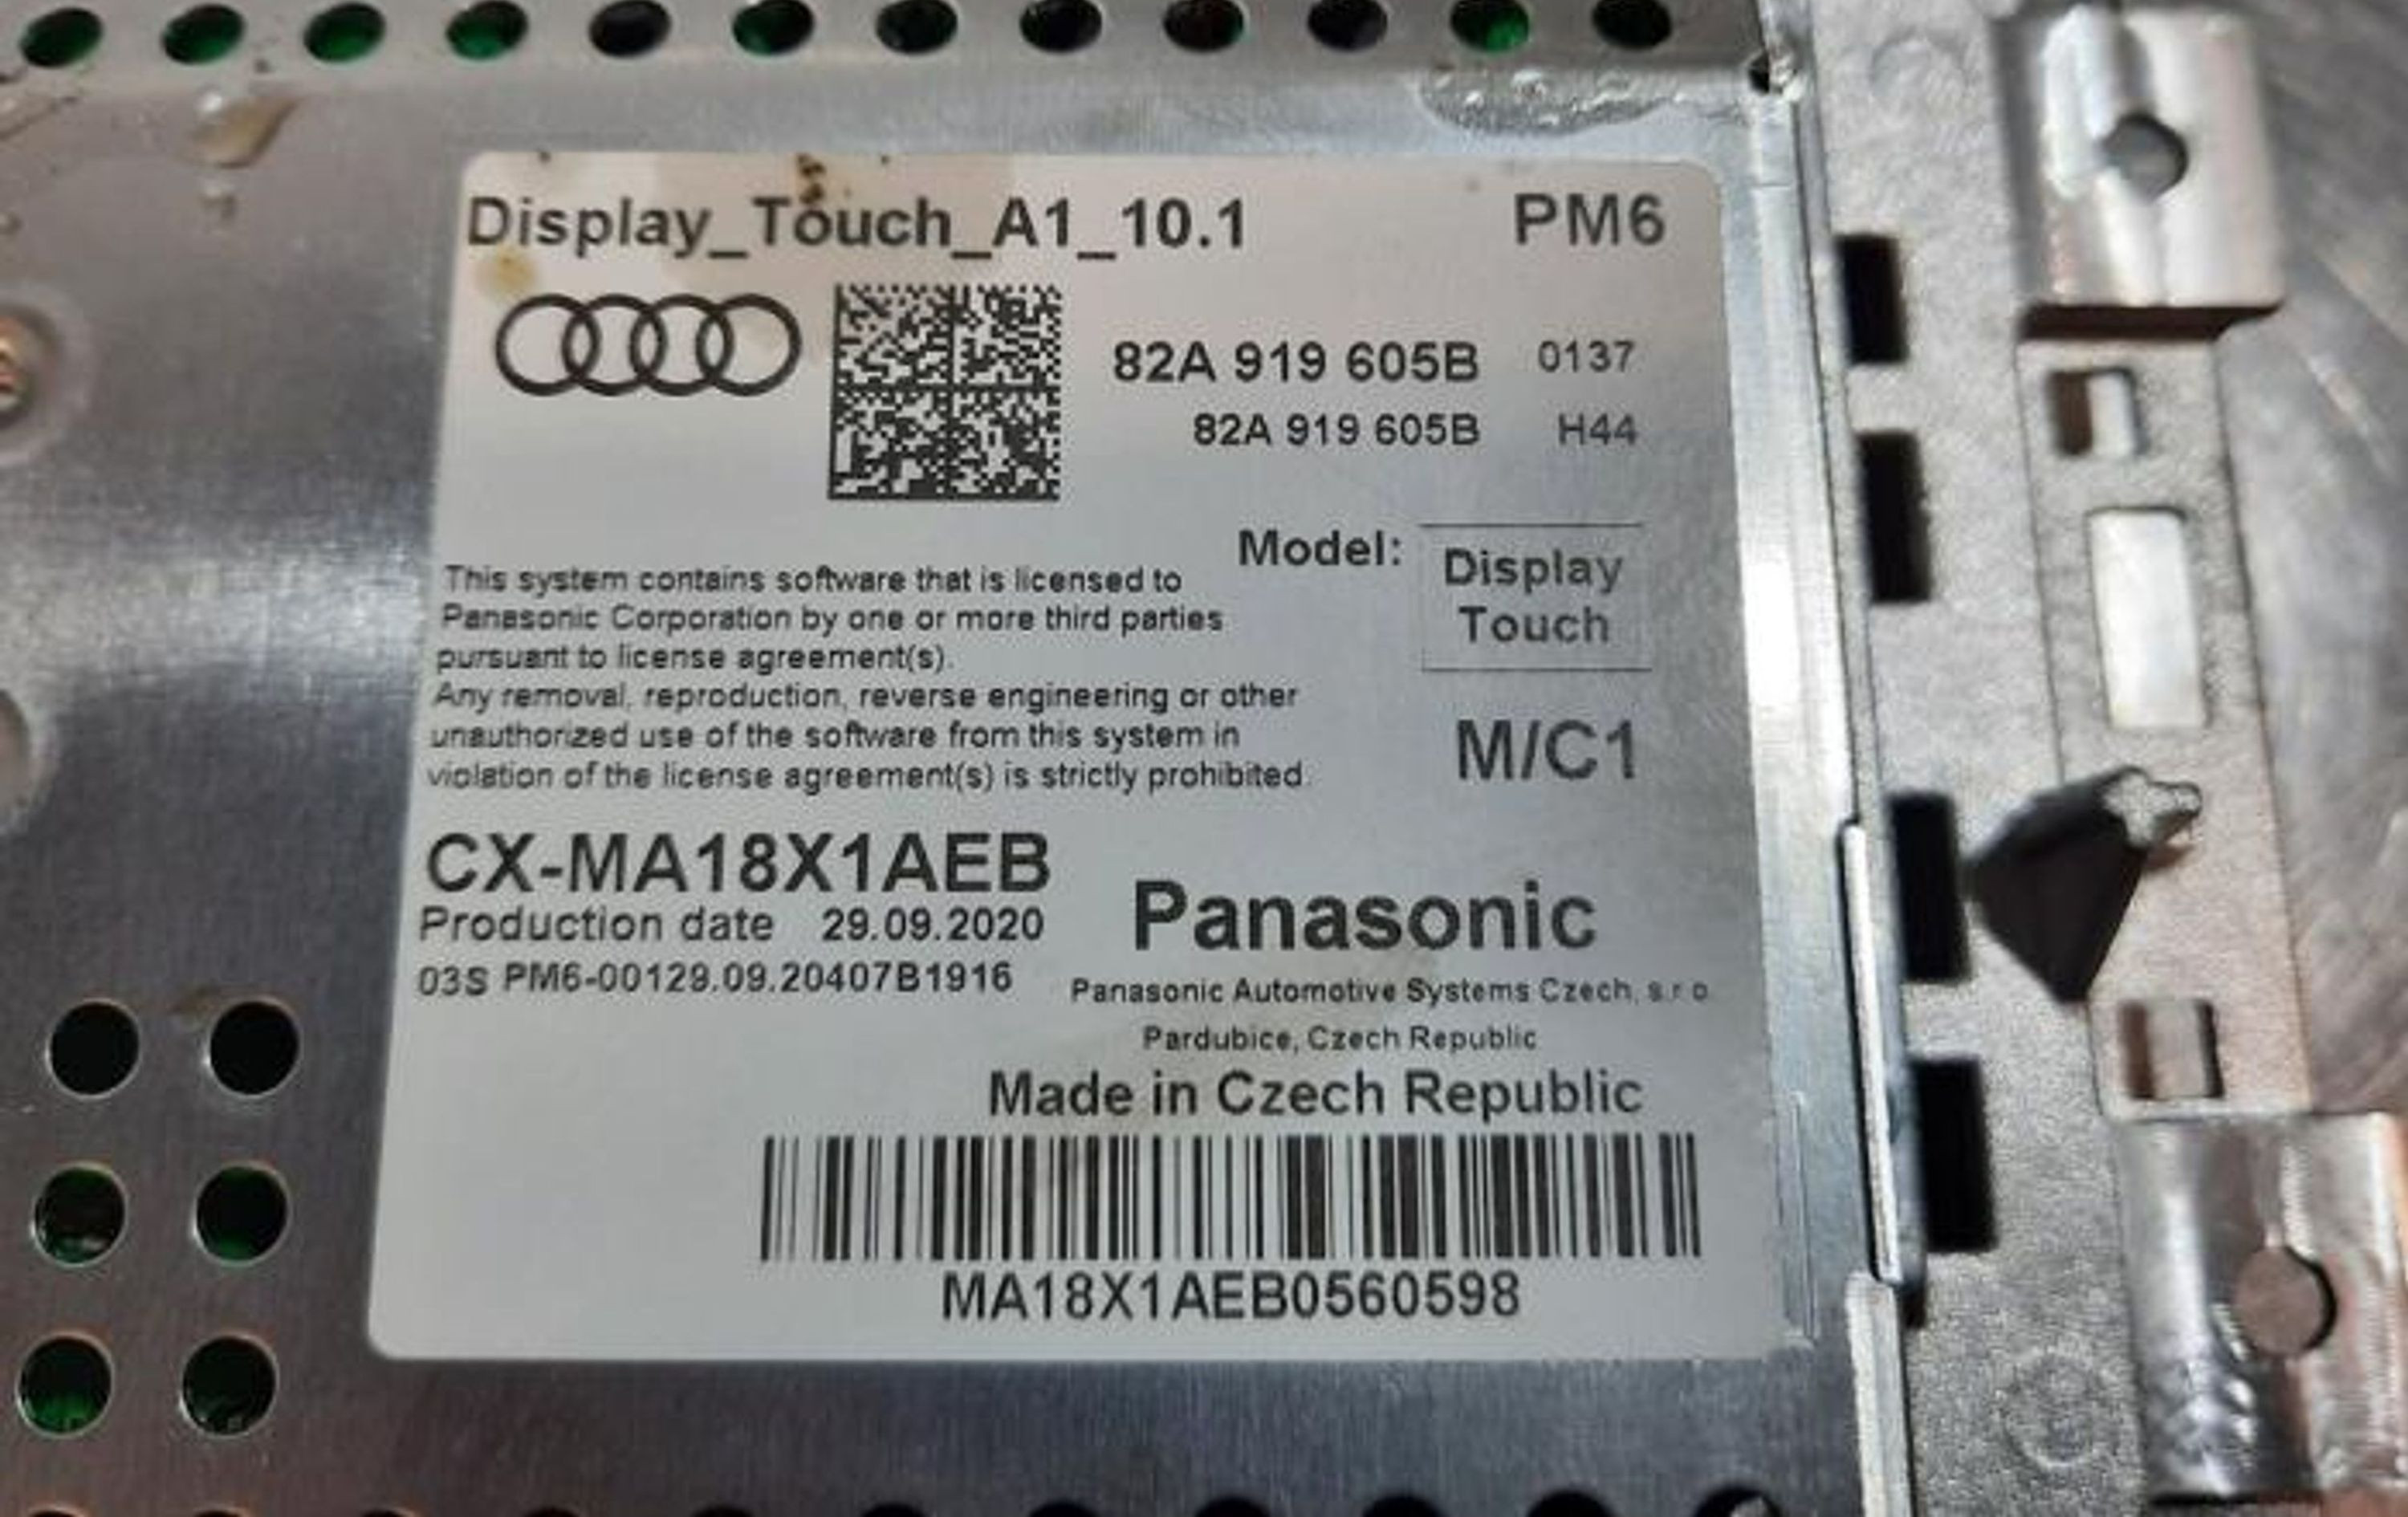 Display_Touch_A1_10.1 PM6
82A 919 605B 0137
82A 919 605B H44
Model: Display Touch
This system contains software that is licensed to
Panasonic Corporation by one or more third parties
pursuant to license agreement(s).
Any removal, reproduction, reverse engineering or other
unauthorized use of the software from this system in
violation of the license agreement(s) is strictly prohibited.
M/C1
CX-MA18X1AEB
Production date 29.09.2020
03S PM6-00129.09.20407B1916
Panasonic
Panasonic Automotive Systems Czech, s.r.o.
Pardubice, Czech Republic
Made in Czech Republic
MA18X1AEB0560598